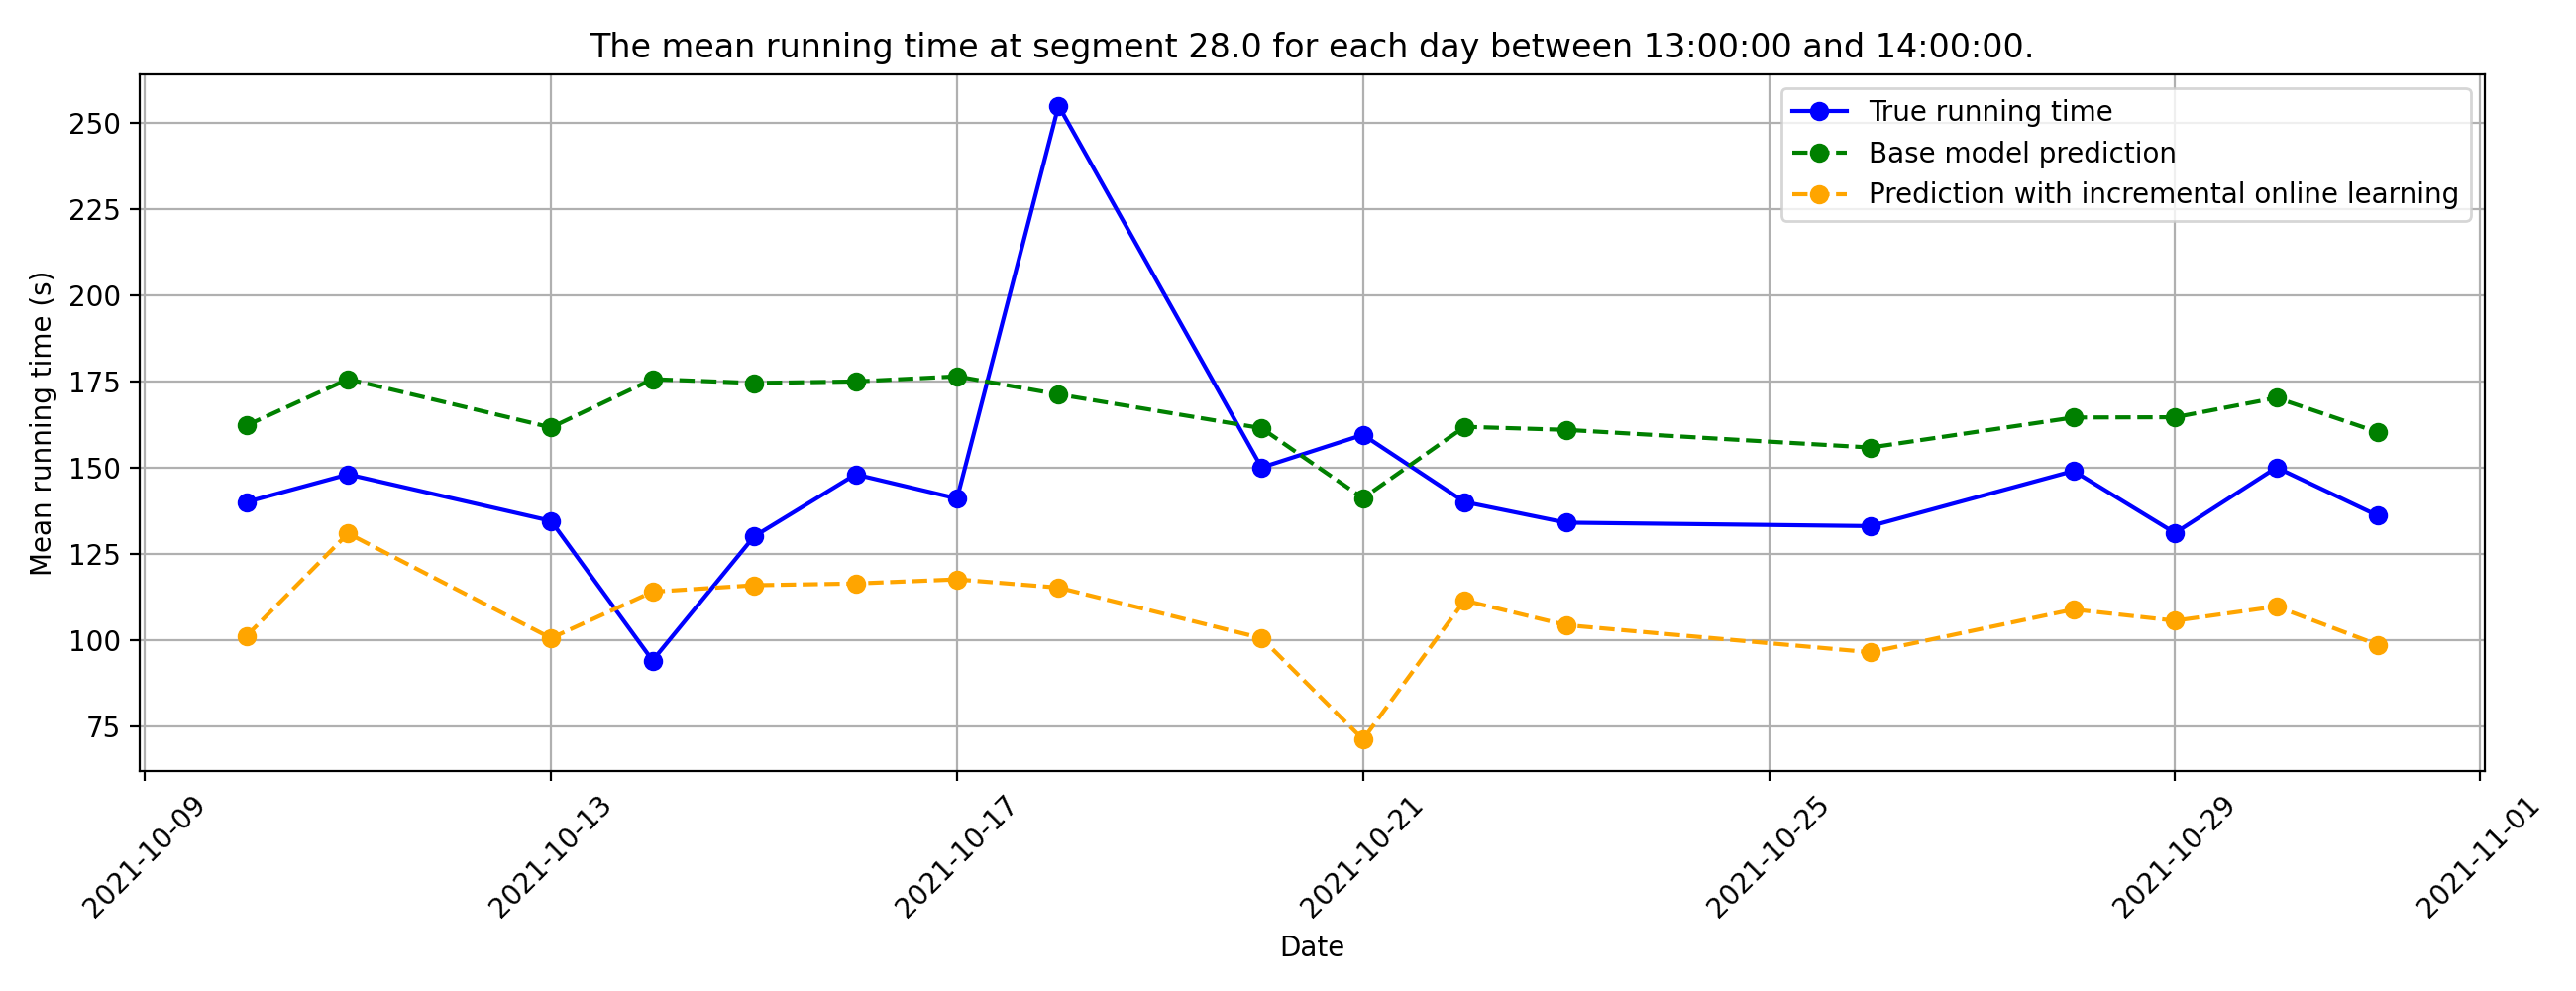 The mean running time at segment 28.0 for each day between 13:00:00 and 14:00:00.
True running time
Base model prediction
Prediction with incremental online learning
Mean running time (s)
250
225
200
175
150
125
100
75
2021-10-09
2021-10-13
2021-10-17
2021-10-21
2021-10-25
2021-10-29
2021-11-01
Date